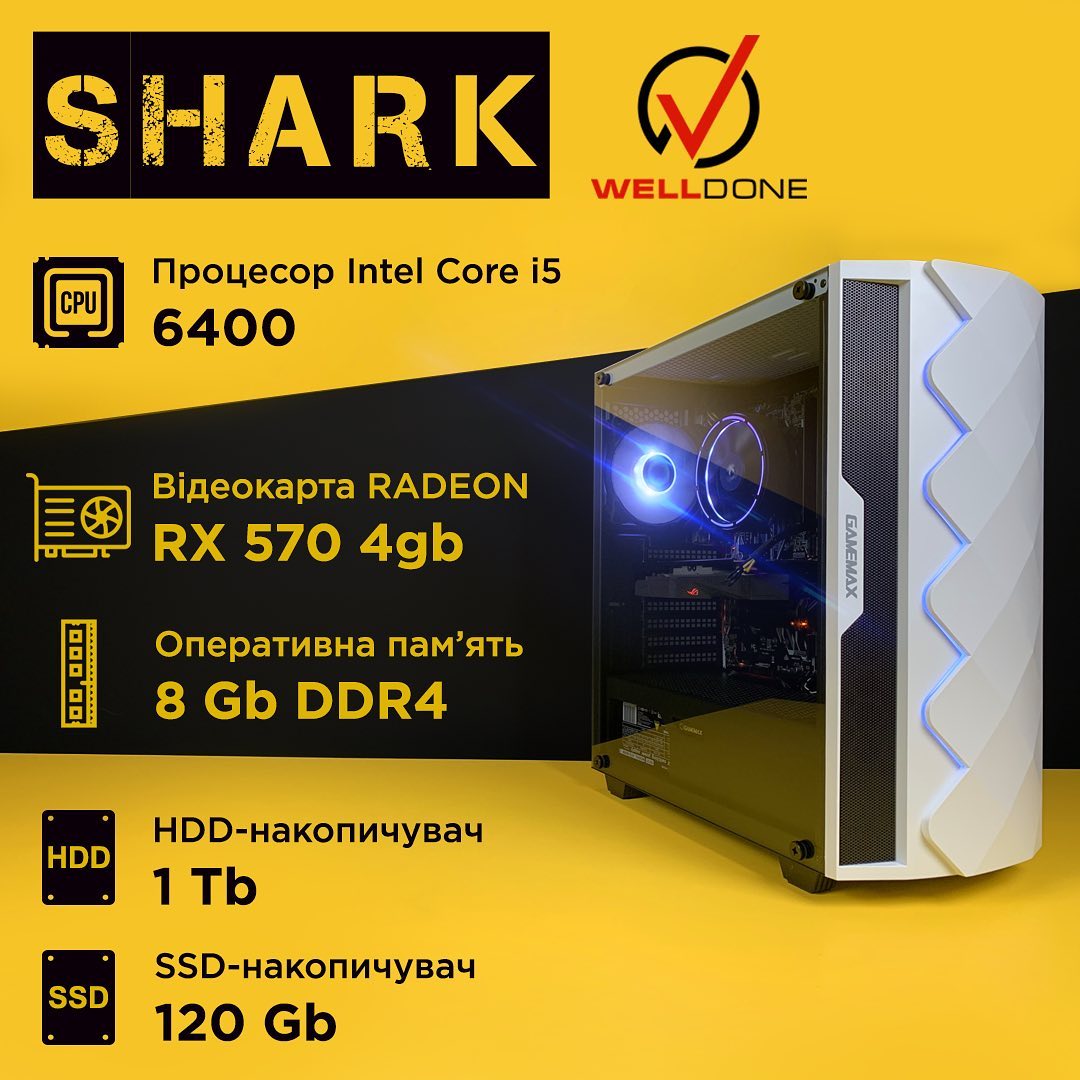 SHARK
WELLDONE
CPU
Процесор Intel Core i5
6400
Відеокарта RADEON
RX 570 4gb
Оперативна пам’ять
8 Gb DDR4
GAMEMAX
GAMEMAX
HDD
HDD-накопичувач
1 Tb
SSD
SSD-накопичувач
120 Gb